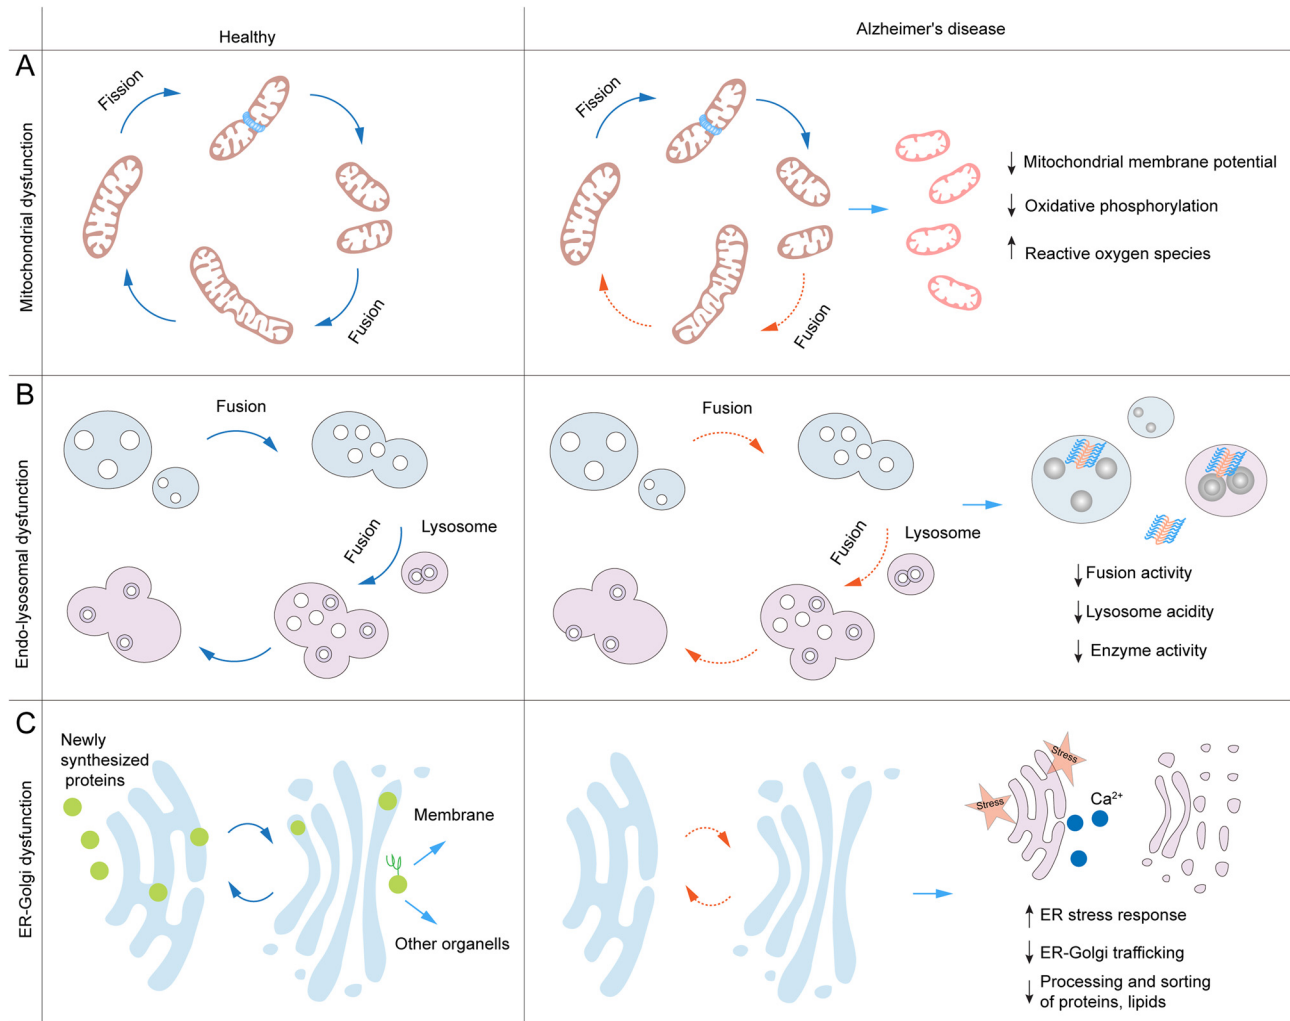 Healthy
Alzheimer's disease
A
Mitochondrial dysfunction
Fission
Fusion
Fission
Fusion
Mitochondrial membrane potential
Oxidative phosphorylation
Reactive oxygen species
B
Endo-lysosomal dysfunction
Fusion
Fusion
Lysosome
Fusion
Fusion
Lysosome
Fusion activity
Lysosome acidity
Enzyme activity
C
ER-Golgi dysfunction
Newly
synthesized
proteins
Membrane
Other organells
Stress
Stress
Ca²⁺
ER stress response
ER-Golgi trafficking
Processing and sorting
of proteins, lipids